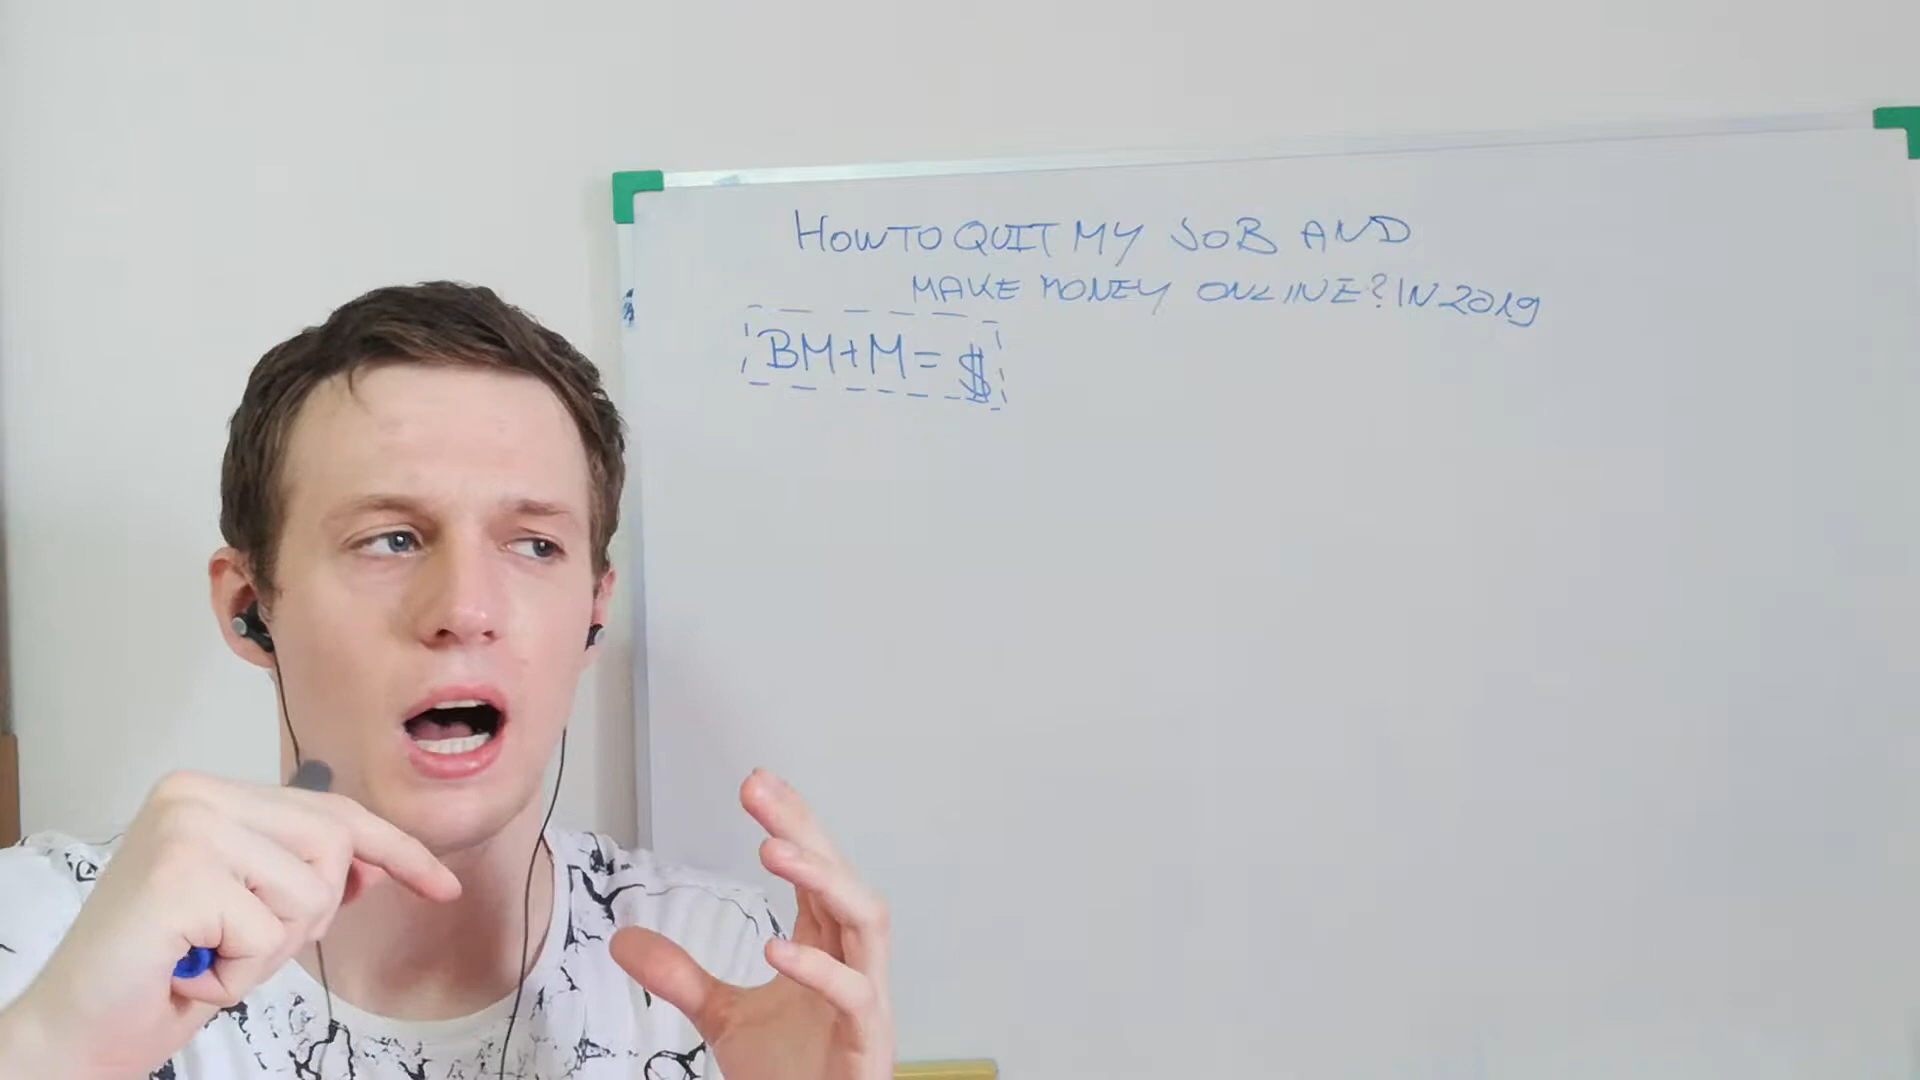 HOW TO QUIT MY JOB AND
MAKE MONEY ONLINE? IN 2019
BM+M= $